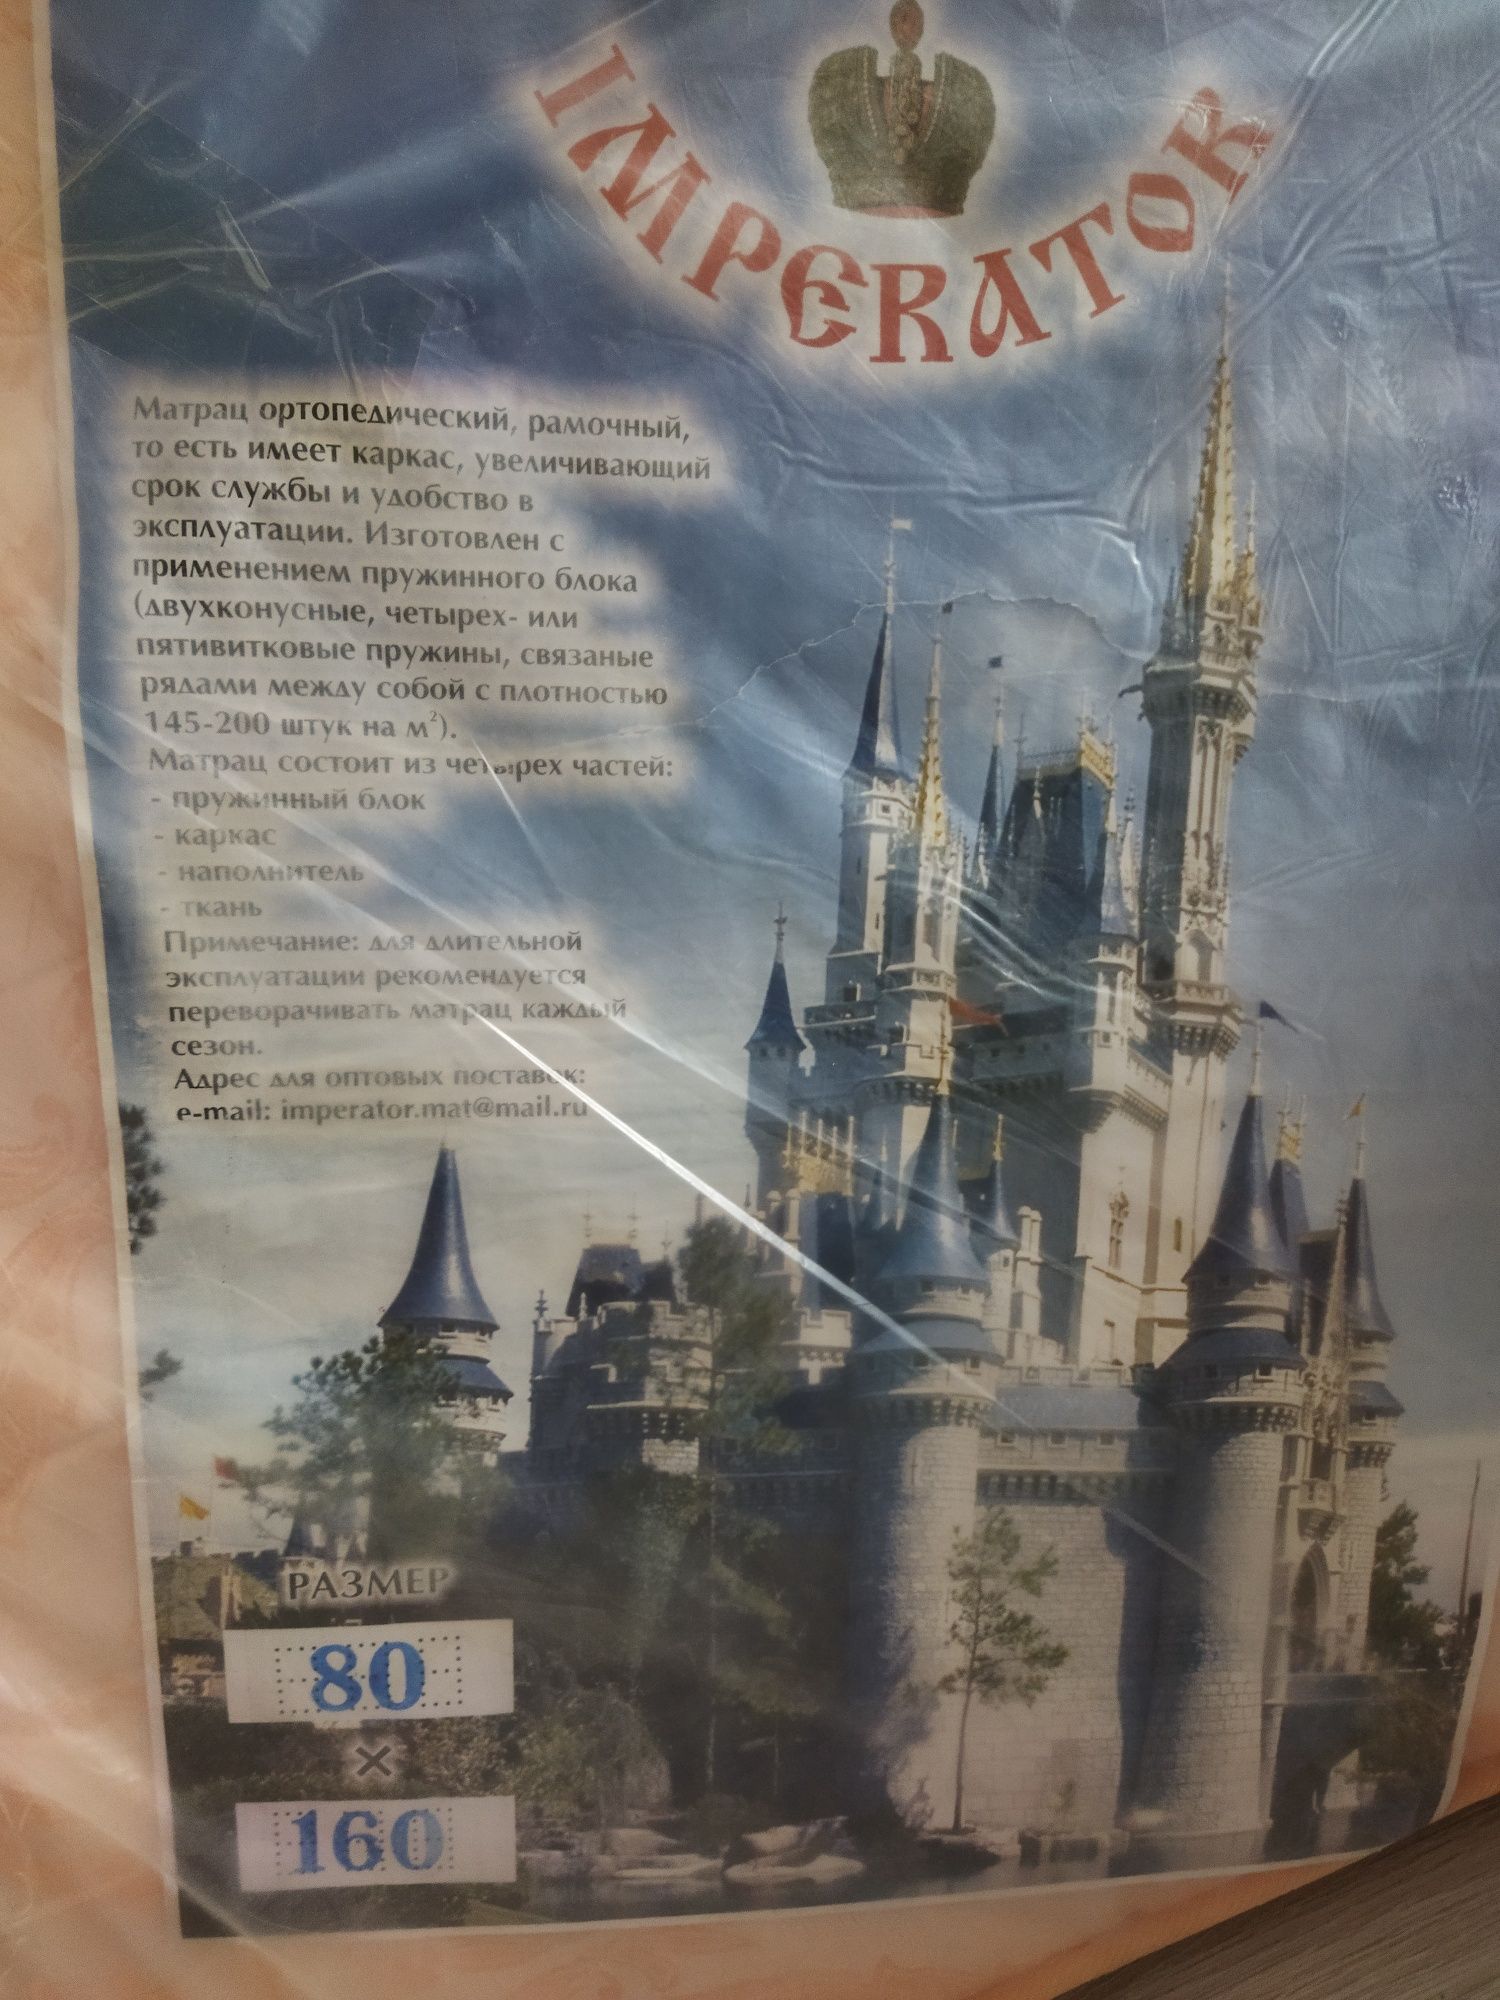 IMPERATOR
Матрац ортопедический, рамочный,
то есть имеет каркас, увеличивающий
срок службы и удобство в
эксплуатации. Изготовлен с
применением пружинного блока
(двухконусные, четырех- или
пятивитковые пружины, связаные
рядами между собой с плотностью
145-200 штук на м²).
Матрац состоит из четырех частей:
- пружинный блок
- каркас
- наполнитель
- ткань
Примечание: для длительной
эксплуатации рекомендуется
переворачивать матрац каждый
сезон.
Адрес для оптовых поставок:
e-mail: imperator.mat@mail.ru
РАЗМЕР
80
×
160